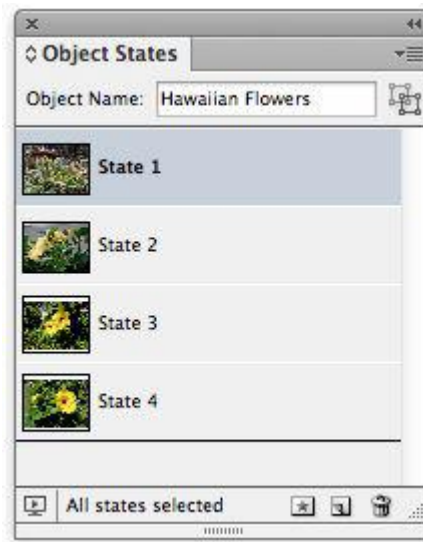 Object States
Object Name: Hawaiian Flowers
State 1
State 2
State 3
State 4
All states selected